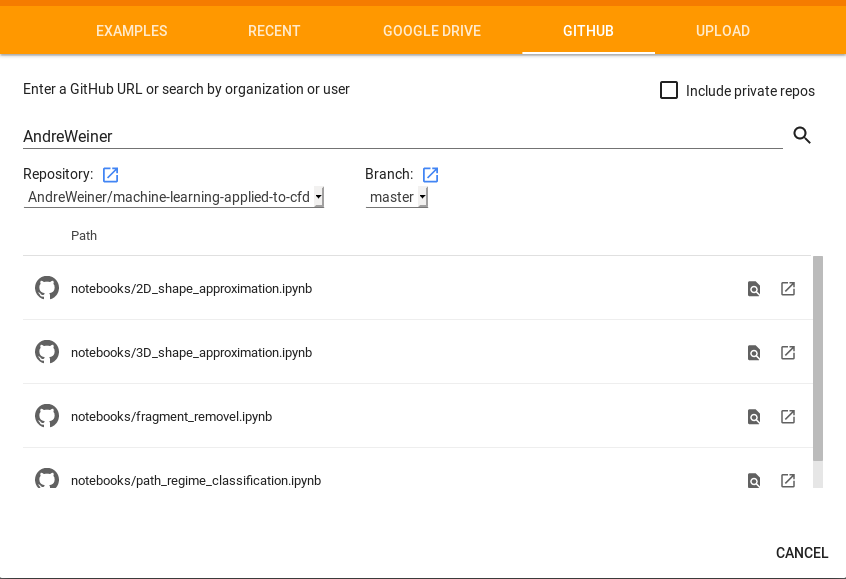 EXAMPLES RECENT GOOGLE DRIVE GITHUB UPLOAD
Enter a GitHub URL or search by organization or user
Include private repos
AndreWeiner
Repository: Branch:
AndreWeiner/machine-learning-applied-to-cfd master
Path
notebooks/2D_shape_approximation.ipynb
notebooks/3D_shape_approximation.ipynb
notebooks/fragment_removel.ipynb
notebooks/path_regime_classification.ipynb
CANCEL